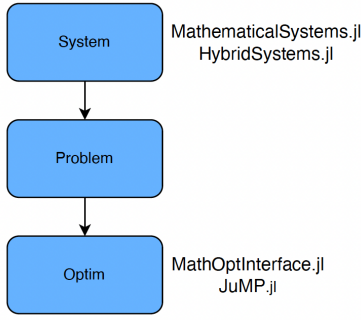 System
MathematicalSystems.jl
HybridSystems.jl
Problem
Optim
MathOptInterface.jl
JuMP.jl